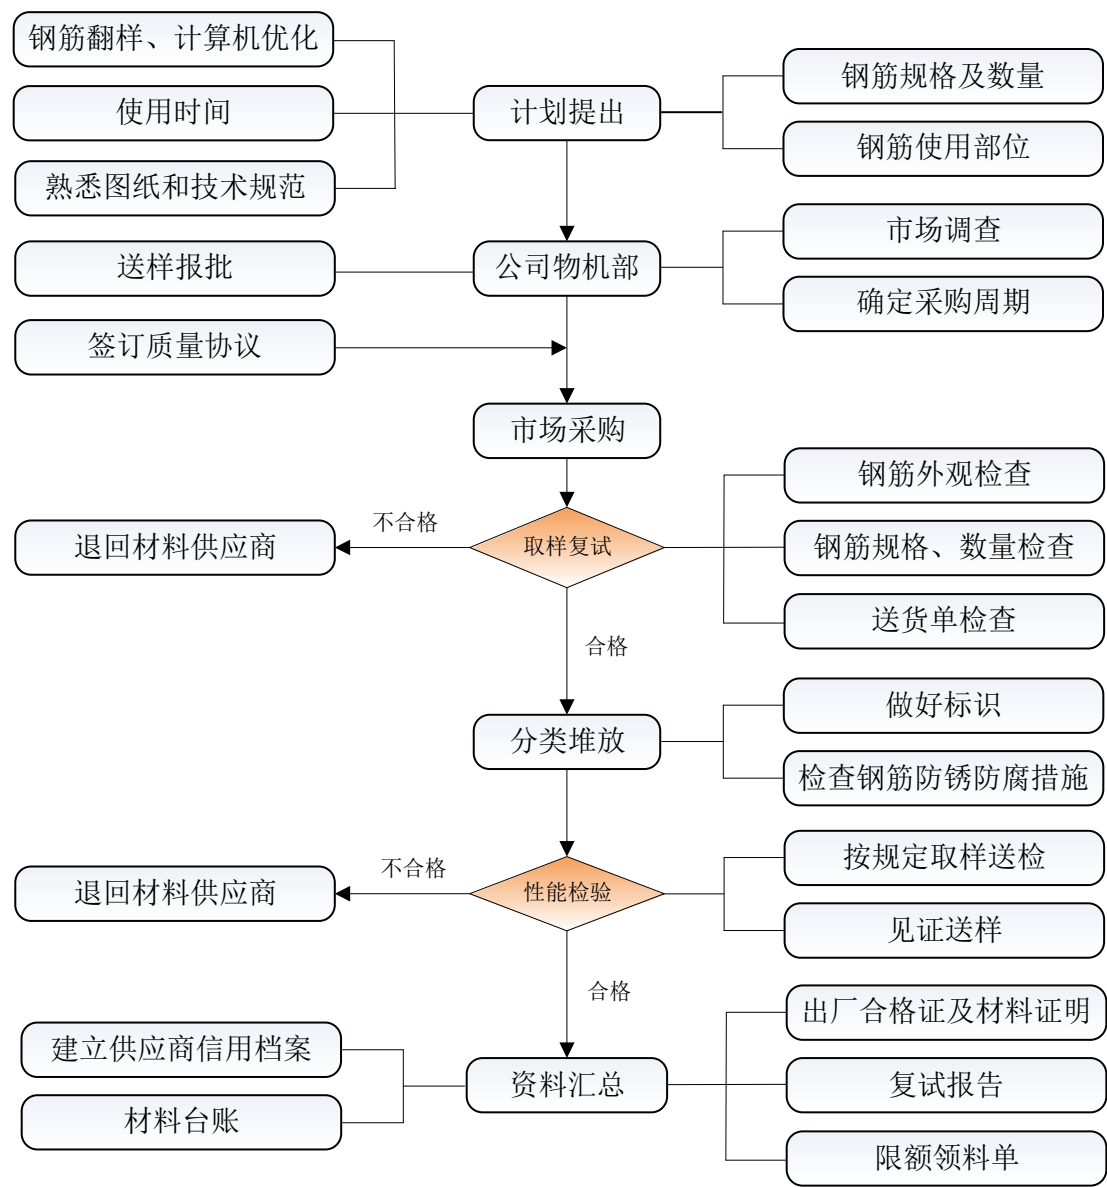 钢筋翻样、计算机优化
使用时间
熟悉图纸和技术规范
计划提出
钢筋规格及数量
钢筋使用部位
送样报批
公司物机部
市场调查
确定采购周期
签订质量协议
市场采购
退回材料供应商
不合格
取样复试
钢筋外观检查
钢筋规格、数量检查
送货单检查
合格
分类堆放
做好标识
检查钢筋防锈防腐措施
退回材料供应商
不合格
性能检验
按规定取样送检
见证送样
合格
建立供应商信用档案
材料台账
资料汇总
出厂合格证及材料证明
复试报告
限额领料单